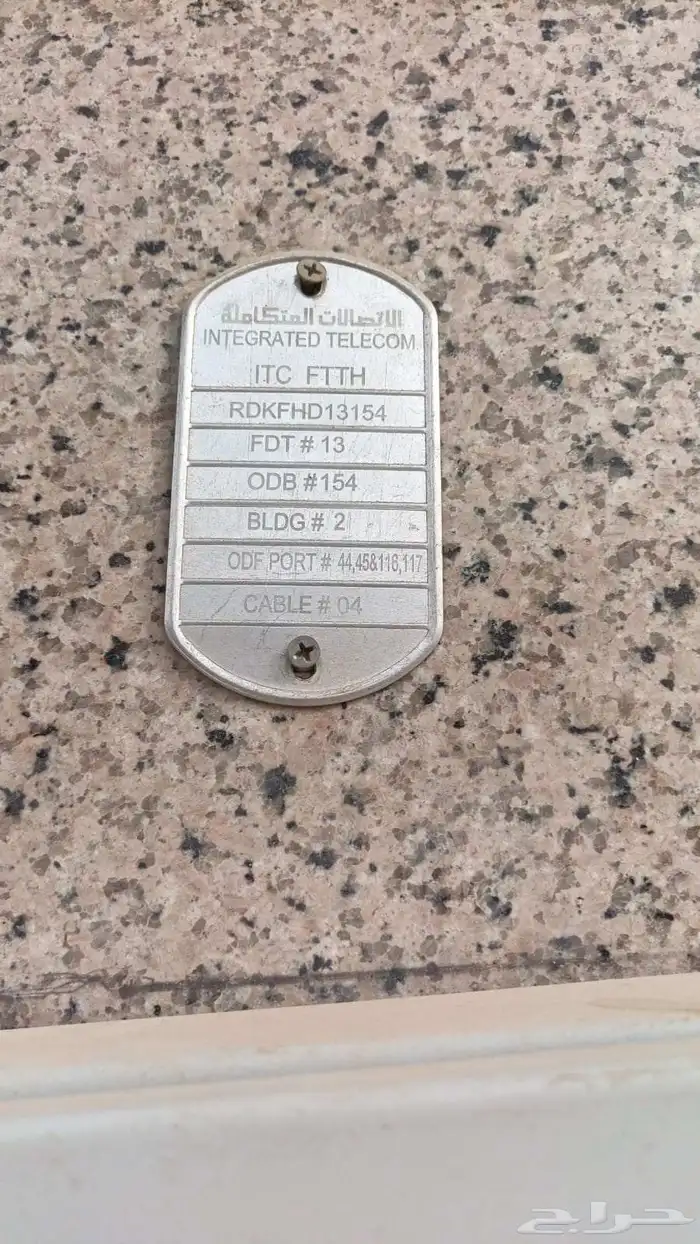 الاتصالات المتكاملة
INTEGRATED TELECOM
ITC FTTH
RDKFHD13154
FDT # 13
ODB #154
BLDG # 2
ODF PORT # 44,45&116,117
CABLE # 04
حراج